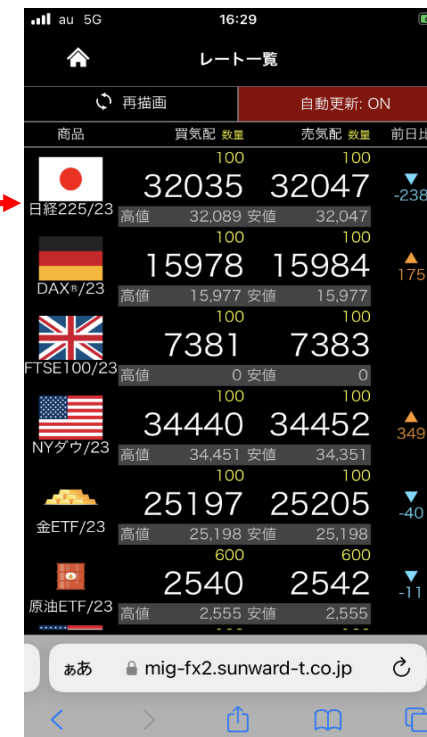 au 5G 16:29
レート一覧
再描画 自動更新: ON
商品 買気配 数量 売気配 数量 前日比
100 100
32035 32047
日経225/23 -238
高値 32,089 安値 32,047
100 100
15978 15984
DAX®/23 175
高値 15,977 安値 15,977
100 100
7381 7383
FTSE100/23
高値 0 安値 0
100 100
34440 34452
NYダウ/23 349
高値 34,451 安値 34,351
100 100
25197 25205
金ETF/23 -40
高値 25,198 安値 25,198
600 600
2540 2542
原油ETF/23 -11
高値 2,555 安値 2,555
ぁあ mig-fx2.sunward-t.co.jp